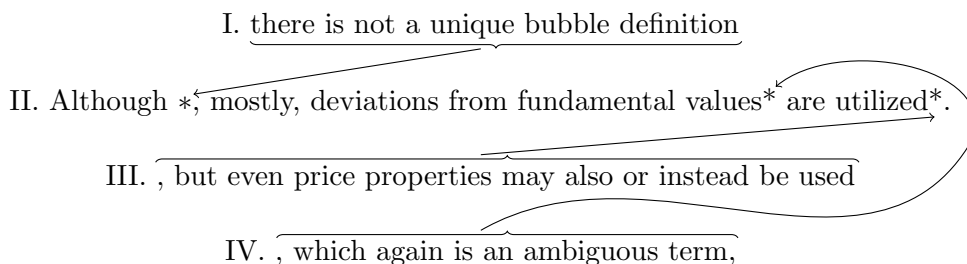 I. there is not a unique bubble definition
II. Although *, mostly, deviations from fundamental values* are utilized*.
III. , but even price properties may also or instead be used
IV. , which again is an ambiguous term,